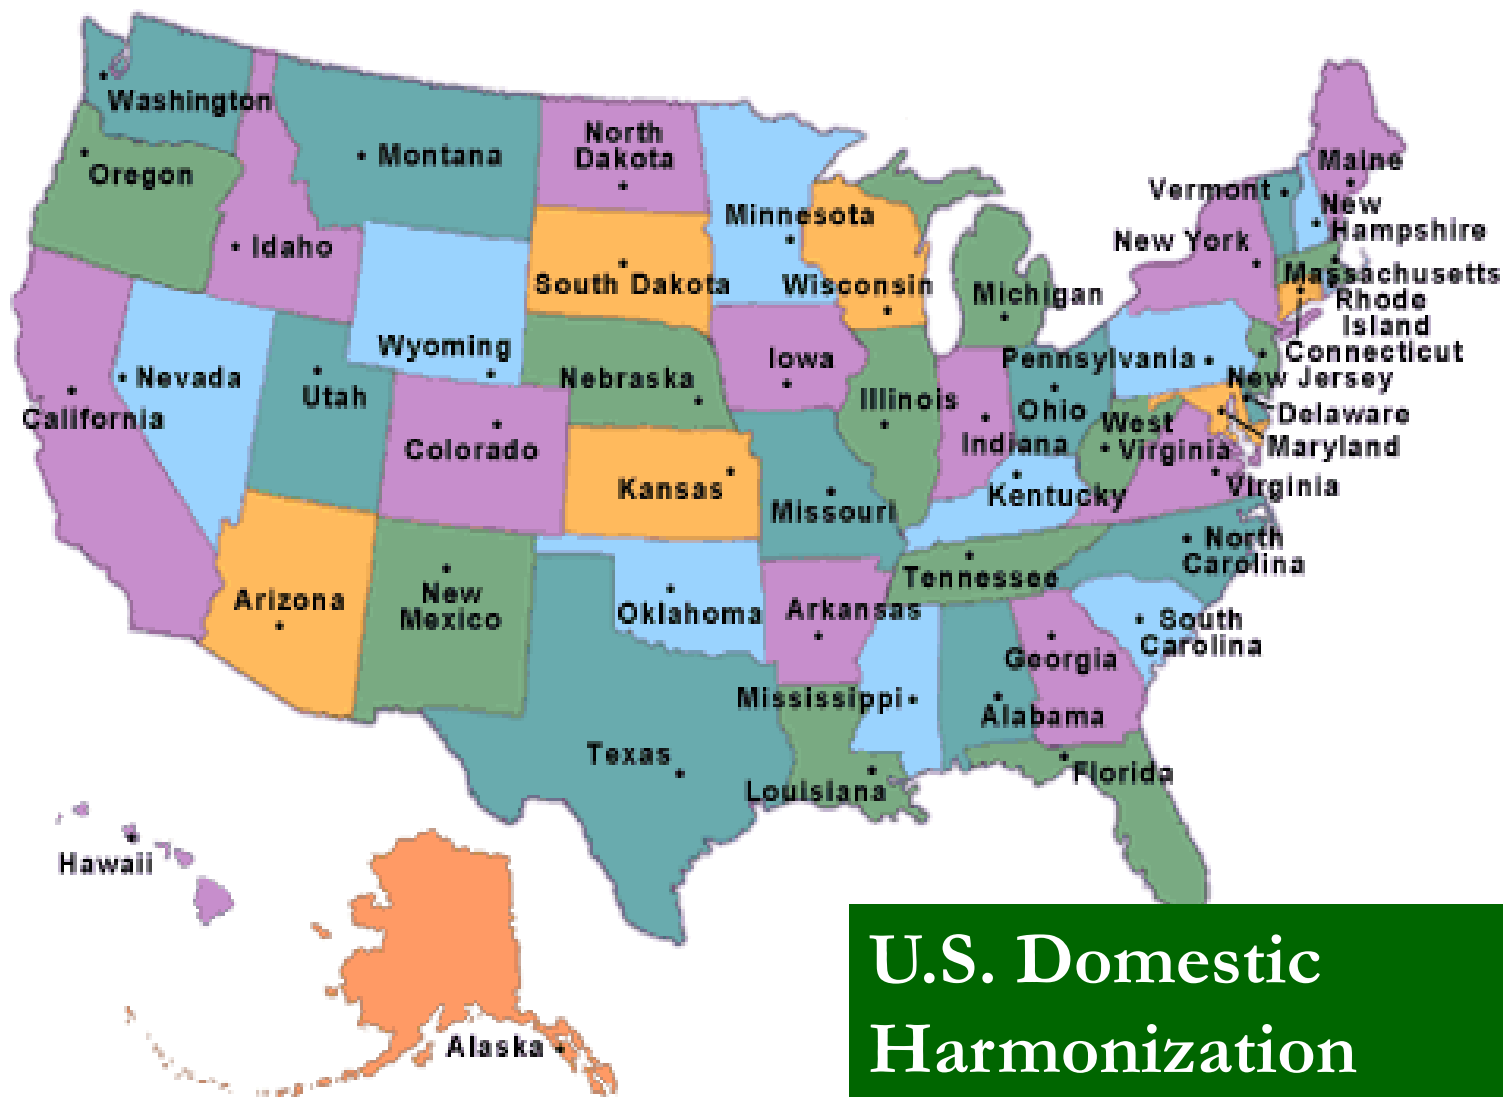 Washington
Montana
North
Dakota
Minnesota
Maine
Vermont
New
Hampshire
Oregon
Idaho
New York
South Dakota
Wisconsin
Michigan
Massachusetts
Rhode
Island
Connecticut
Wyoming
Nebraska
Iowa
Pennsylvania
New Jersey
Nevada
Utah
California
Colorado
Illinois
Indiana
Ohio
West
Virginia
Delaware
Maryland
Virginia
Kansas
Missouri
Kentucky
North
Carolina
Arizona
New
Mexico
Oklahoma
Arkansas
Tennessee
South
Carolina
Georgia
Mississippi
Alabama
Texas
Louisiana
Florida
Hawaii
Alaska
U.S. Domestic
Harmonization